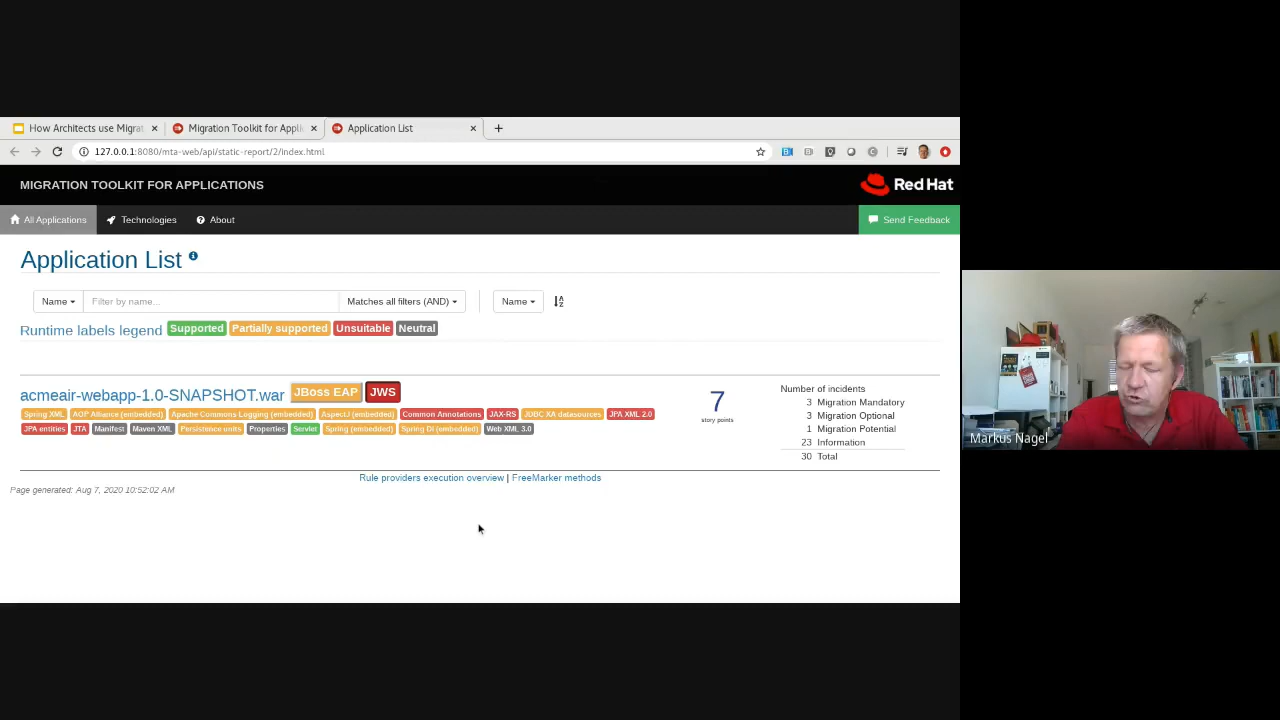 How Architects use Migrat
Migration Toolkit for Applic
Application List
127.0.0.1:8080/mta-web/api/static-report/2/index.html
MIGRATION TOOLKIT FOR APPLICATIONS
Red Hat
All Applications
Technologies
About
Send Feedback
Application List
Name
Filter by name...
Matches all filters (AND)
Name
Runtime labels legend Supported Partially supported Unsuitable Neutral
acmeair-webapp-1.0-SNAPSHOT.war JBoss EAP JWS
Spring XML AOP Alliance (embedded) Apache Commons Logging (embedded) AspectJ (embedded) Common Annotations JAX-RS JDBC XA datasources JPA XML 2.0
JPA entities JTA Manifest Maven XML Persistence units Properties Servlet Spring (embedded) Spring DI (embedded) Web XML 3.0
7
story points
Number of incidents
3 Migration Mandatory
3 Migration Optional
1 Migration Potential
23 Information
30 Total
Rule providers execution overview | FreeMarker methods
Page generated: Aug 7, 2020 10:52:02 AM
Markus Nagel